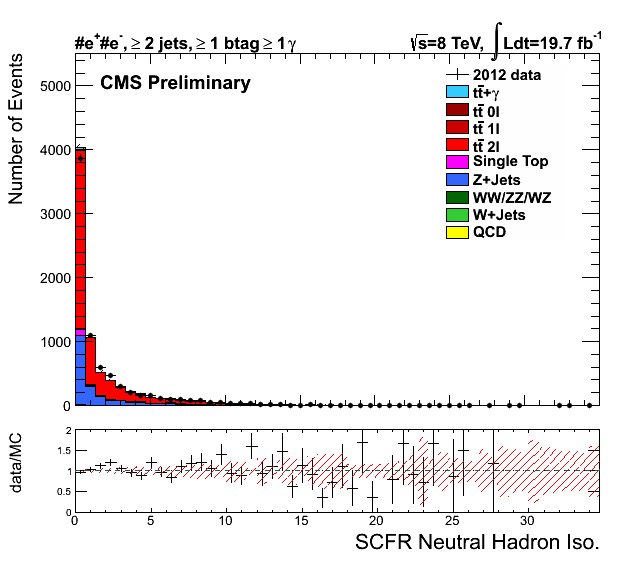 #e+#e-, ≥ 2 jets, ≥ 1 btag ≥ 1 γ
√s=8 TeV, ∫ Ldt=19.7 fb-1
CMS Preliminary
Number of Events
5000
4000
3000
2000
1000
0
2012 data
tt̄+γ
tt̄ 0l
tt̄ 1l
tt̄ 2l
Single Top
Z+Jets
WW/ZZ/WZ
W+Jets
QCD
data/MC
2
1.5
1
0.5
0
0 5 10 15 20 25 30
SCFR Neutral Hadron Iso.